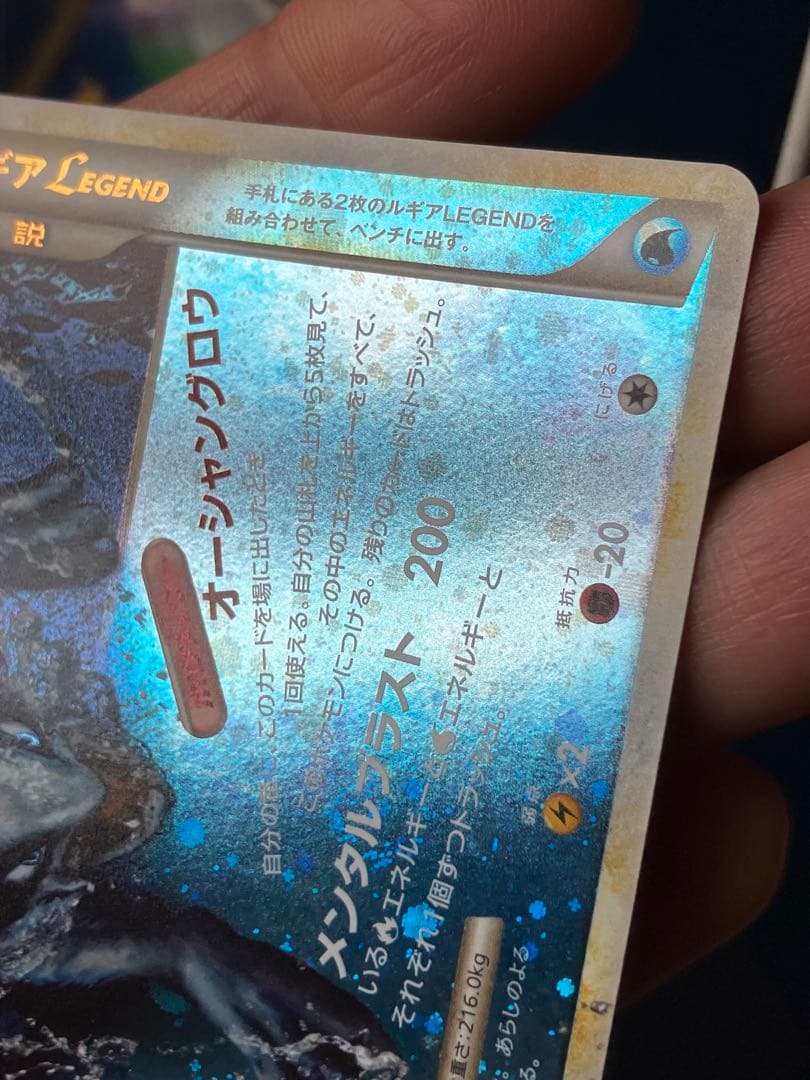 ギア LEGEND
説
手札にある2枚のルギアLEGENDを
組み合わせて、ベンチに出す。
オーシャングロウ
自分の番に、このカードを場に出したとき、
1回使える。自分の山札を上から5枚見て、
その中のエネルギーをすべて、
このポケモンにつける。残りのカードはトラッシュ。
メンタルブラスト 200
いる エネルギーと エネルギーと
それぞれ1個ずつトラッシュ。
弱点
×2
抵抗力
-20
にげる
重さ:216.0kg
。あらしのよる
る。